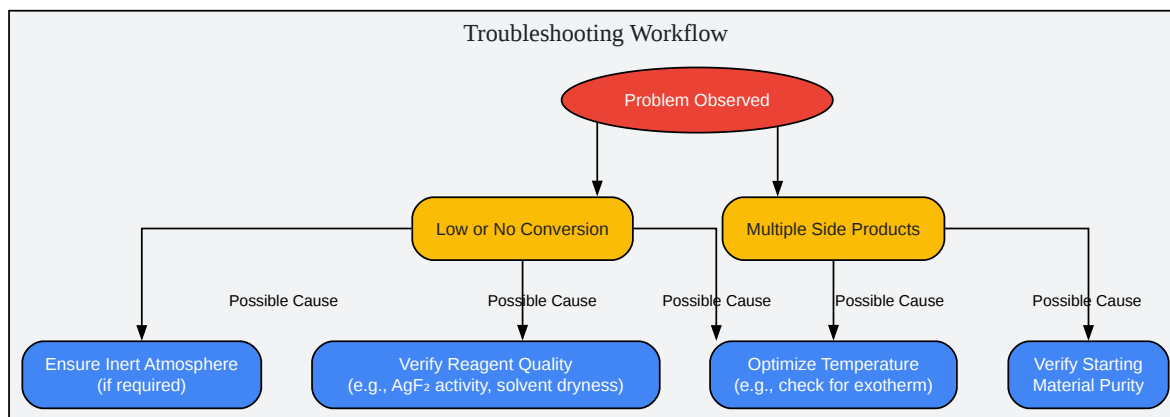 Troubleshooting Workflow
Problem Observed
Low or No Conversion
Multiple Side Products
Possible Cause
Possible Cause
Possible Cause
Possible Cause
Possible Cause
Ensure Inert Atmosphere
(if required)
Verify Reagent Quality
(e.g., AgF₂ activity, solvent dryness)
Optimize Temperature
(e.g., check for exotherm)
Verify Starting
Material Purity